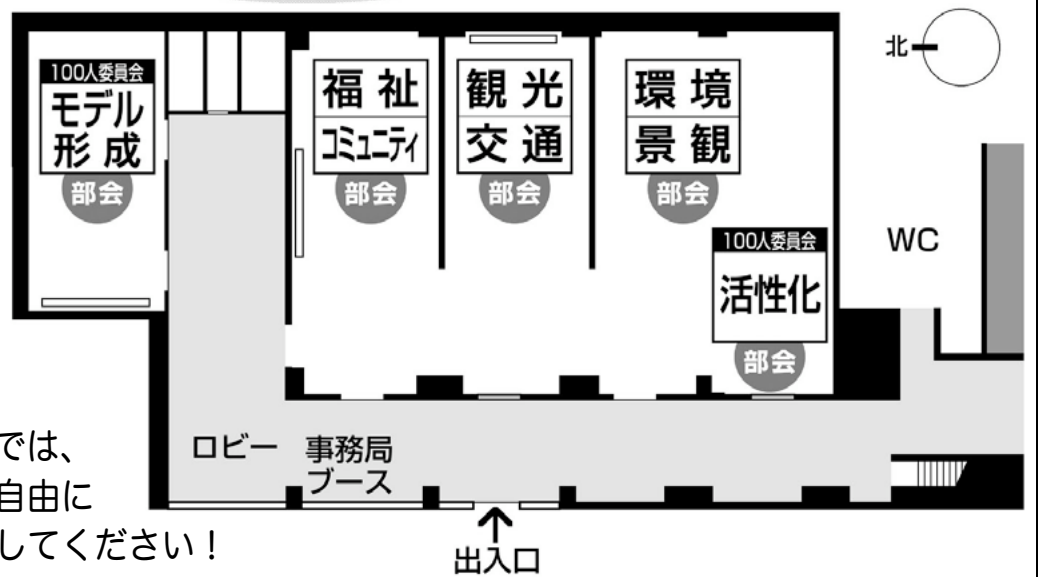 100人委員会
モデル
形成
部会
福祉
コミュニティ
部会
観光
交通
部会
環境
景観
部会
100人委員会
活性化
部会
北
WC
ロビー
事務局
ブース
出入口
では、
自由に
してください！